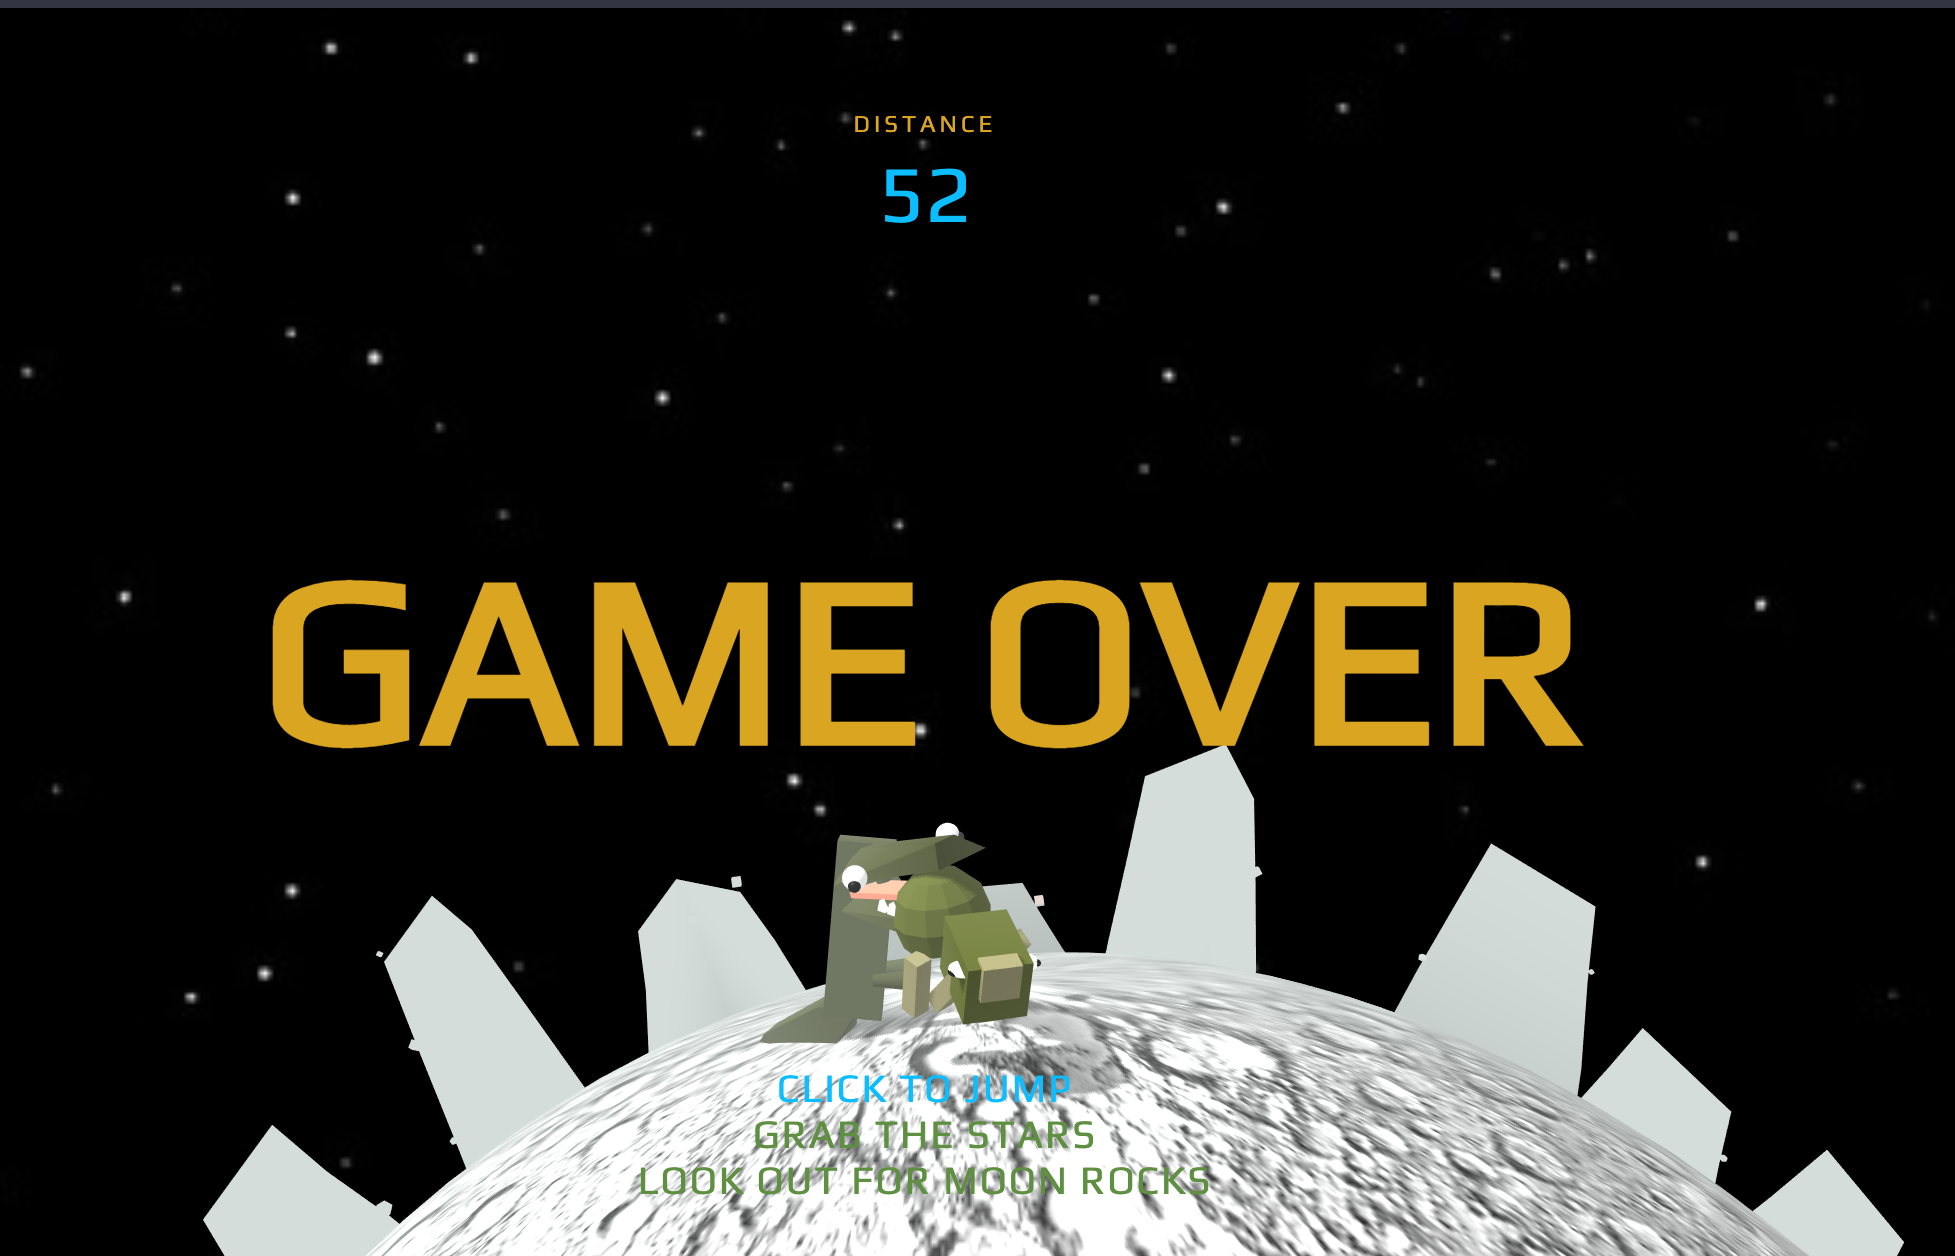 DISTANCE
52
GAME OVER
CLICK TO JUMP
GRAB THE STARS
LOOK OUT FOR MOON ROCKS